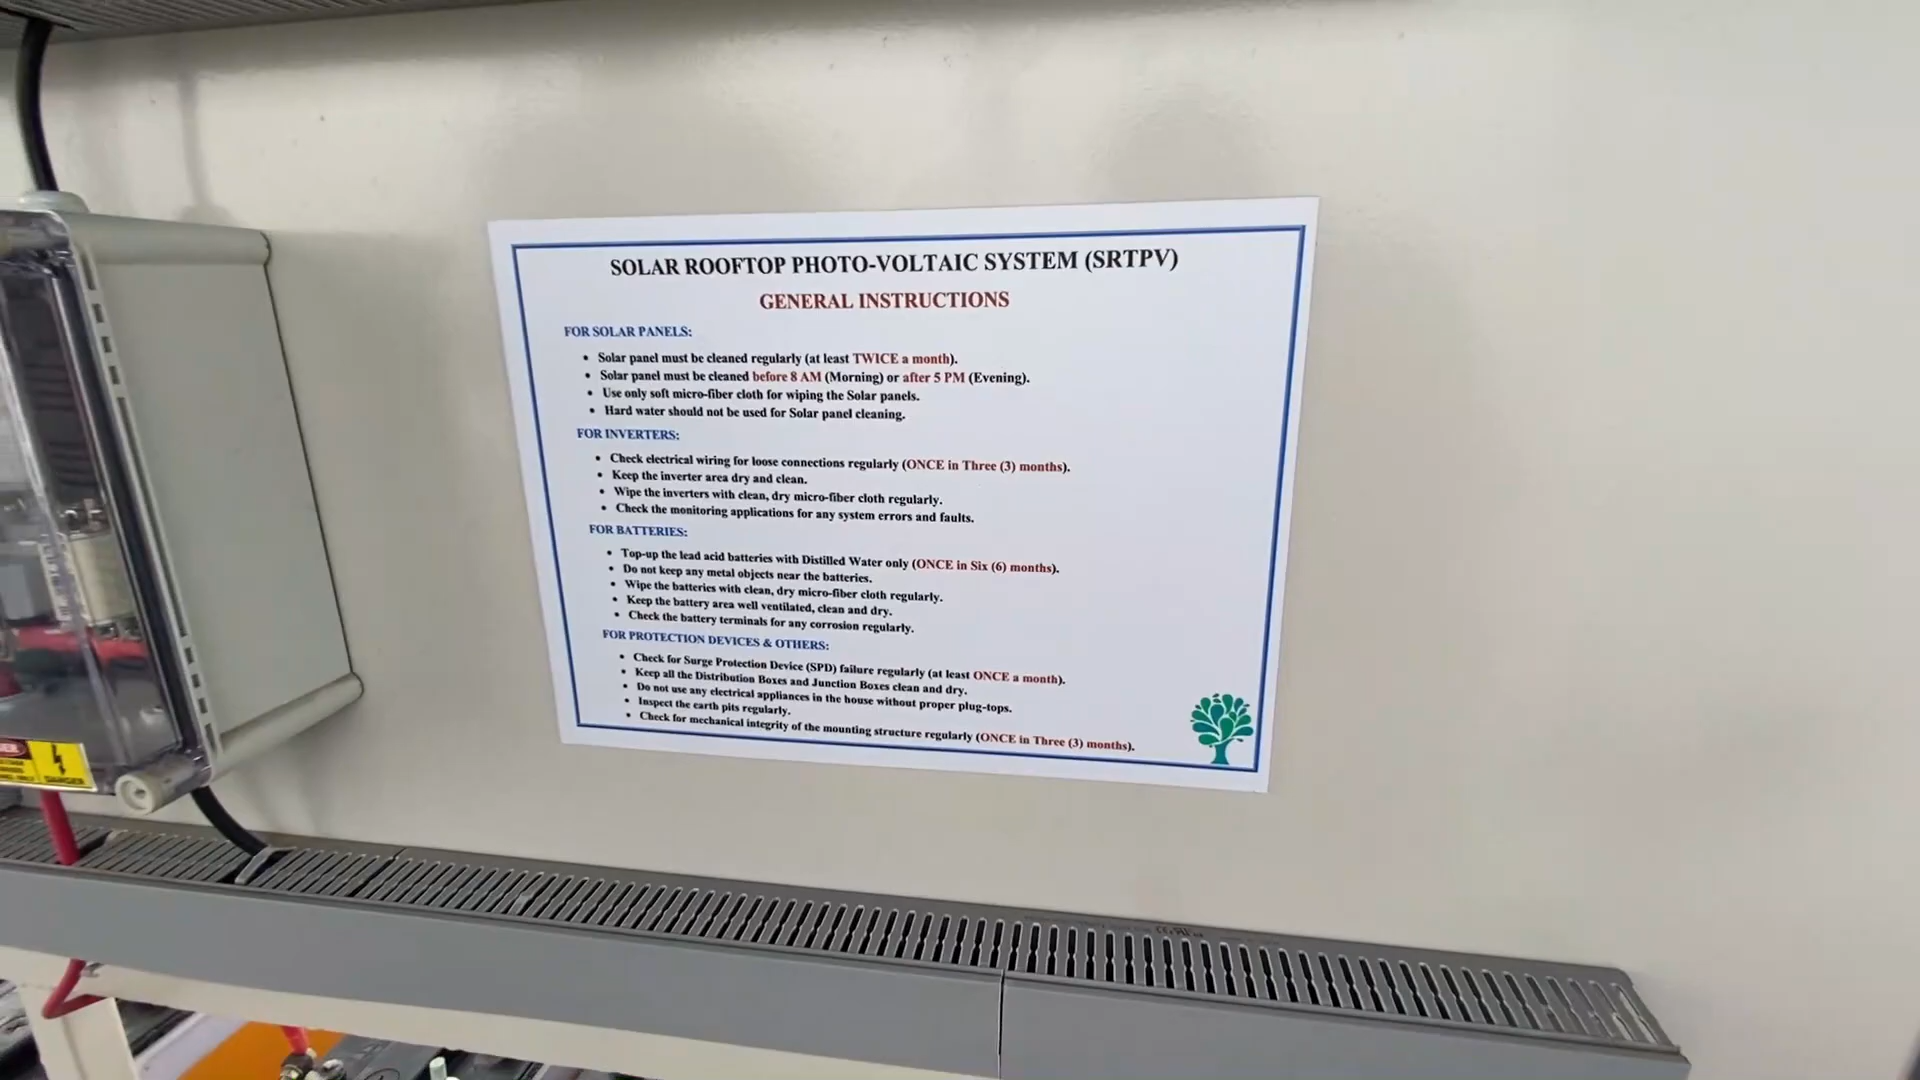 SOLAR ROOFTOP PHOTO-VOLTAIC SYSTEM (SRTPV)
GENERAL INSTRUCTIONS
FOR SOLAR PANELS:
• Solar panel must be cleaned regularly (at least TWICE a month).
• Solar panel must be cleaned before 8 AM (Morning) or after 5 PM (Evening).
• Use only soft micro-fiber cloth for wiping the Solar panels.
• Hard water should not be used for Solar panel cleaning.
FOR INVERTERS:
• Check electrical wiring for loose connections regularly (ONCE in Three (3) months).
• Keep the inverter area dry and clean.
• Wipe the inverters with clean, dry micro-fiber cloth regularly.
• Check the monitoring applications for any system errors and faults.
FOR BATTERIES:
• Top-up the lead acid batteries with Distilled Water only (ONCE in Six (6) months).
• Do not keep any metal objects near the batteries.
• Wipe the batteries with clean, dry micro-fiber cloth regularly.
• Keep the battery area well ventilated, clean and dry.
• Check the battery terminals for any corrosion regularly.
FOR PROTECTION DEVICES & OTHERS:
• Check for Surge Protection Device (SPD) failure regularly (at least ONCE a month).
• Keep all the Distribution Boxes and Junction Boxes clean and dry.
• Do not use any electrical appliances in the house without proper plug-tops.
• Inspect the earth pits regularly.
• Check for mechanical integrity of the mounting structure regularly (ONCE in Three (3) months).
DANGER